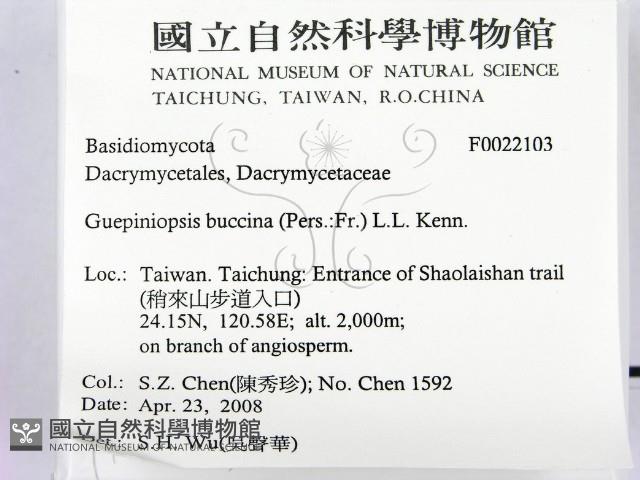 國立自然科學博物館
NATIONAL MUSEUM OF NATURAL SCIENCE
TAICHUNG, TAIWAN, R.O.CHINA
Basidiomycota F0022103
Dacrymycetales, Dacrymycetaceae
Guepiniopsis buccina (Pers.:Fr.) L.L. Kenn.
Loc.: Taiwan. Taichung: Entrance of Shaolaishan trail
(稍來山步道入口)
24.15N, 120.58E; alt. 2,000m;
on branch of angiosperm.
Col.: S.Z. Chen(陳秀珍); No. Chen 1592
Date: Apr. 23, 2008
S.H. Wu(吳聲華)
國立自然科學博物館
NATIONAL MUSEUM OF NATURAL SCIENCE